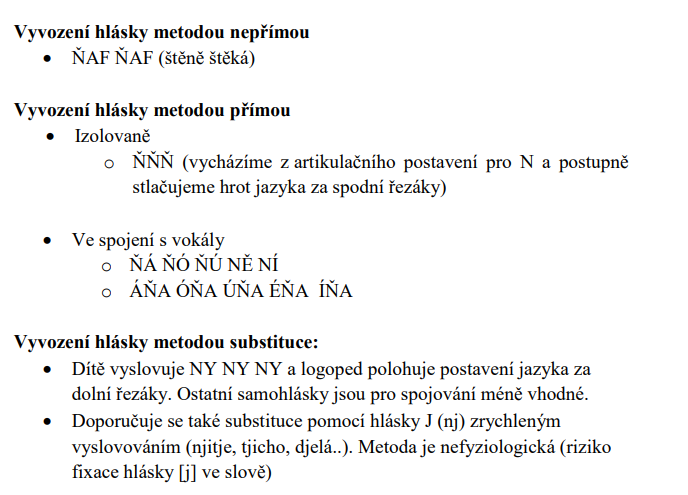 Vyvození hlásky metodou nepřímou
• ŇAF ŇAF (štěně štěká)
Vyvození hlásky metodou přímou
• Izolovaně
o ŇŇŇ (vycházíme z artikulačního postavení pro N a postupně
stlačujeme hrot jazyka za spodní řezáky)
• Ve spojení s vokály
o ŇÁ ŇÓ ŇÚ NĚ NÍ
o ÁŇA ÓŇA ÚŇA ÉŇA ÍŇA
Vyvození hlásky metodou substituce:
• Dítě vyslovuje NY NY NY a logoped polohuje postavení jazyka za
dolní řezáky. Ostatní samohlásky jsou pro spojování méně vhodné.
• Doporučuje se také substituce pomocí hlásky J (nj) zrychleným
vyslovováním (njitje, tjicho, djelá..). Metoda je nefyziologická (riziko
fixace hlásky [j] ve slově)